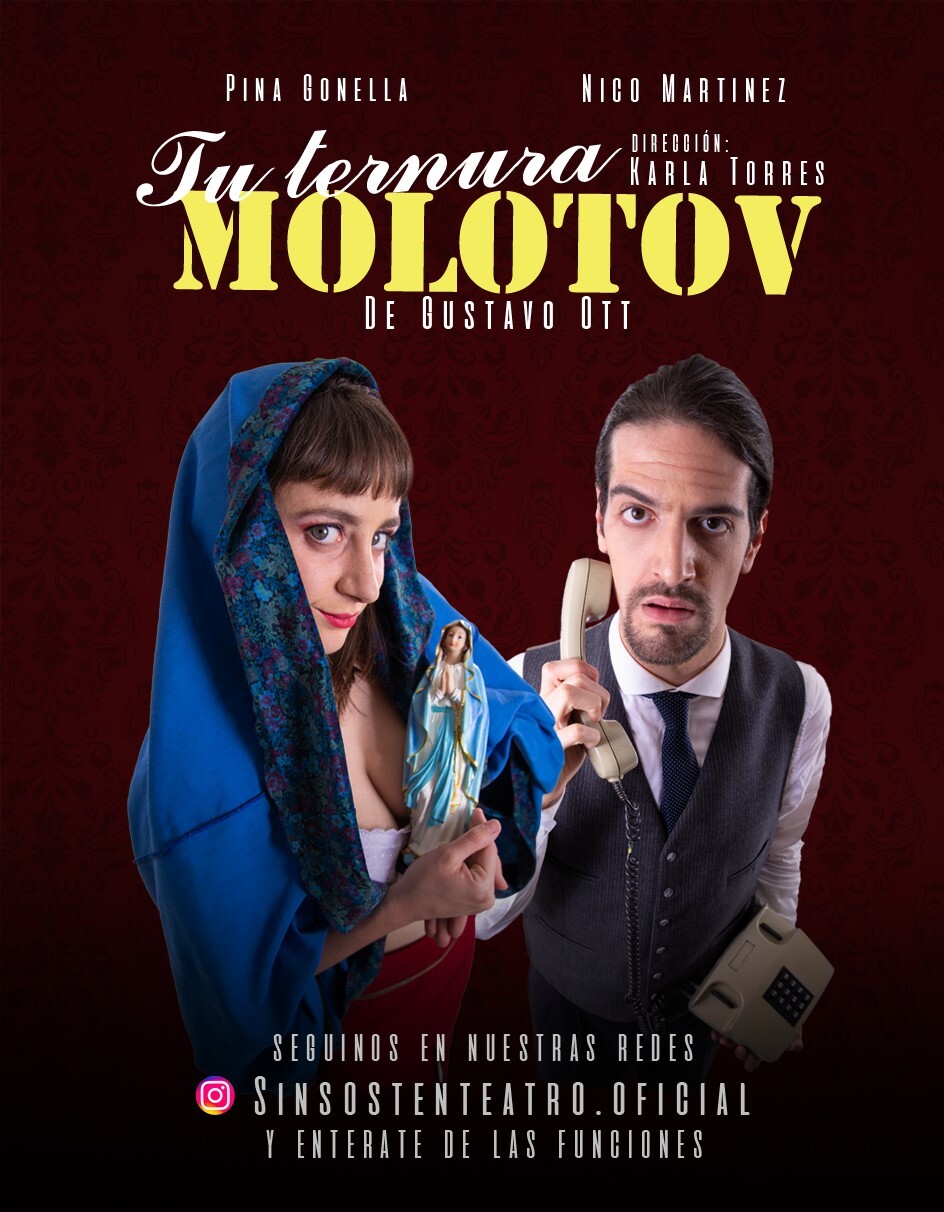 Pina Gonella
Nico Martinez
Tu ternura
DIRECCIÓN:
Karla Torres
MOLOTOV
De Gustavo Ott
SEGUINOS EN NUESTRAS REDES
Sinsostenteatro.oficial
Y ENTERATE DE LAS FUNCIONES